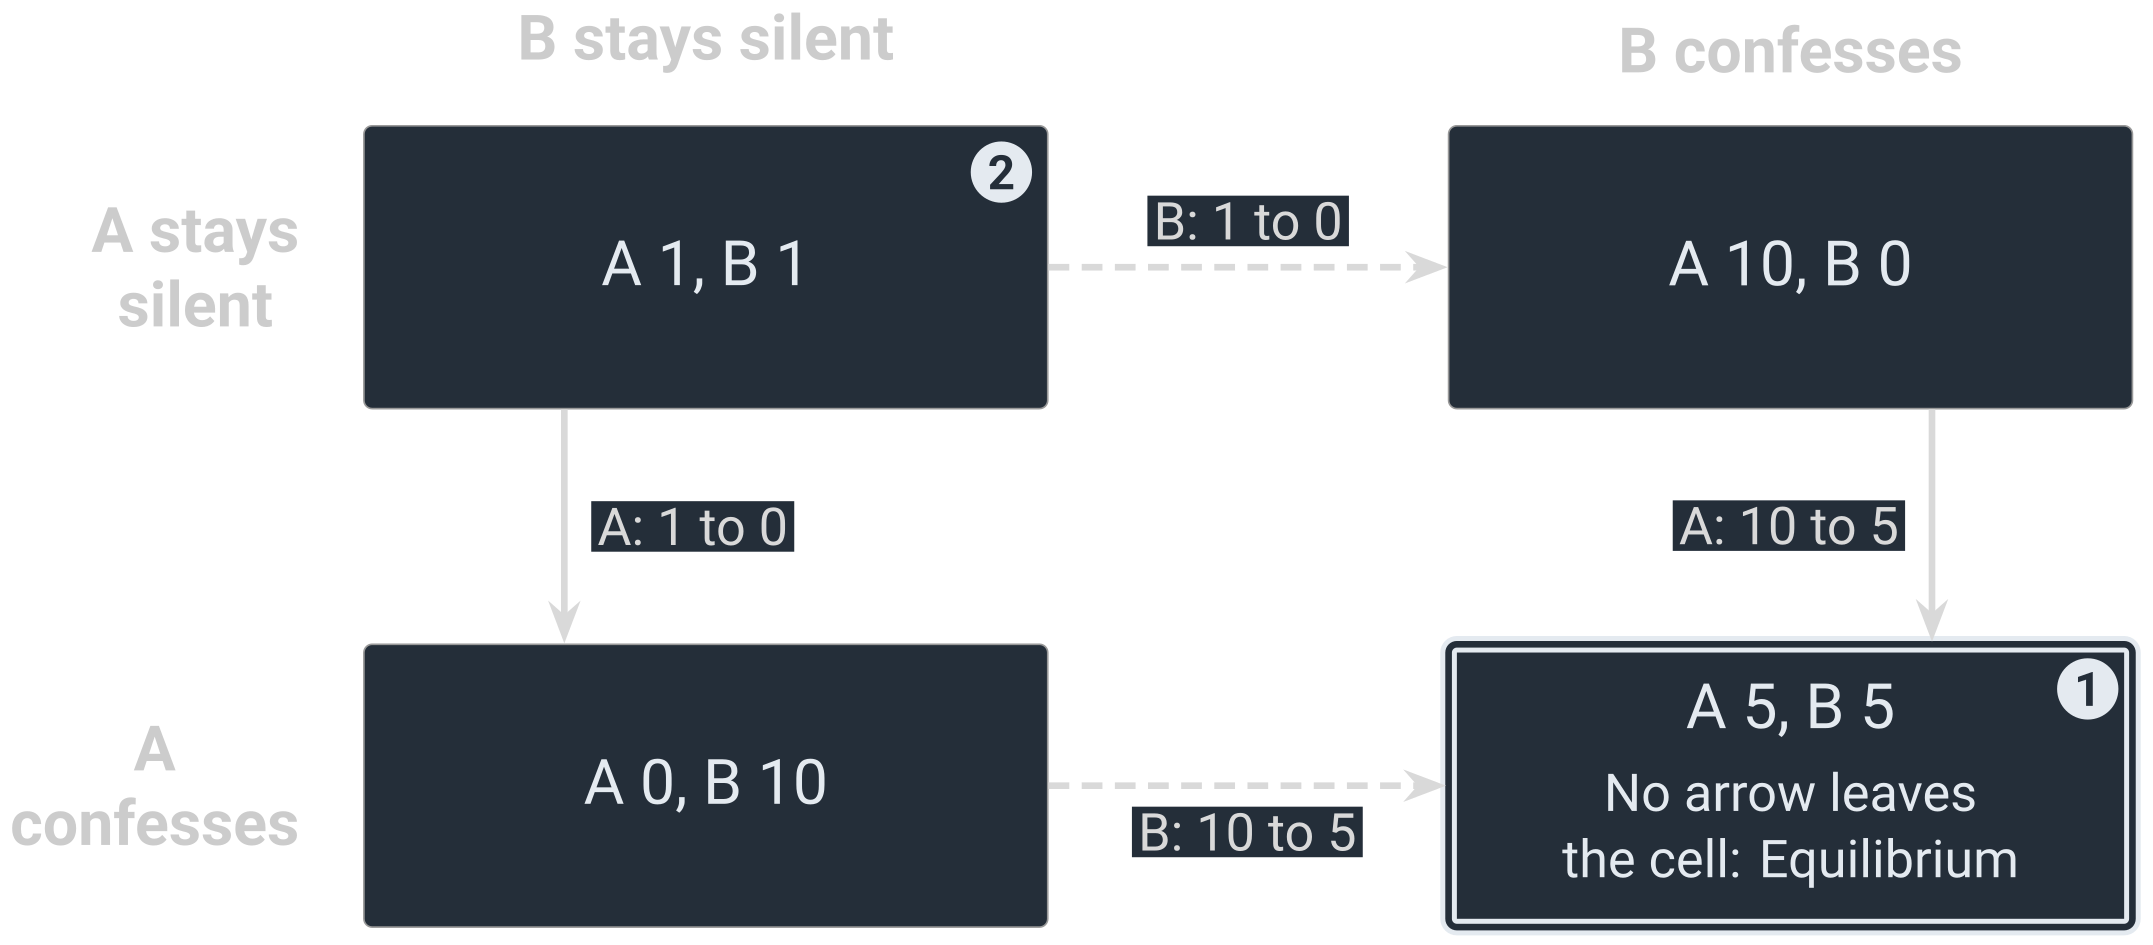 B stays silent
B confesses
A stays
silent
2
A 1, B 1
B: 1 to 0
A 10, B 0
A: 1 to 0
A: 10 to 5
A
confesses
A 0, B 10
B: 10 to 5
1
A 5, B 5
No arrow leaves
the cell: Equilibrium